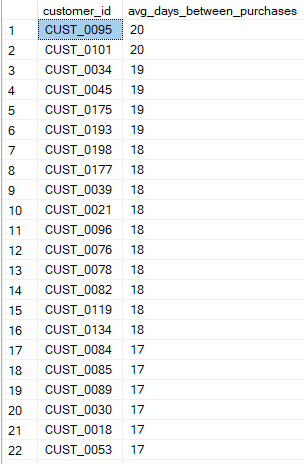 customer_id avg_days_between_purchases
1 CUST_0095 20
2 CUST_0101 20
3 CUST_0034 19
4 CUST_0045 19
5 CUST_0175 19
6 CUST_0193 19
7 CUST_0198 18
8 CUST_0177 18
9 CUST_0039 18
10 CUST_0021 18
11 CUST_0096 18
12 CUST_0076 18
13 CUST_0078 18
14 CUST_0082 18
15 CUST_0119 18
16 CUST_0134 18
17 CUST_0084 17
18 CUST_0085 17
19 CUST_0089 17
20 CUST_0030 17
21 CUST_0018 17
22 CUST_0053 17